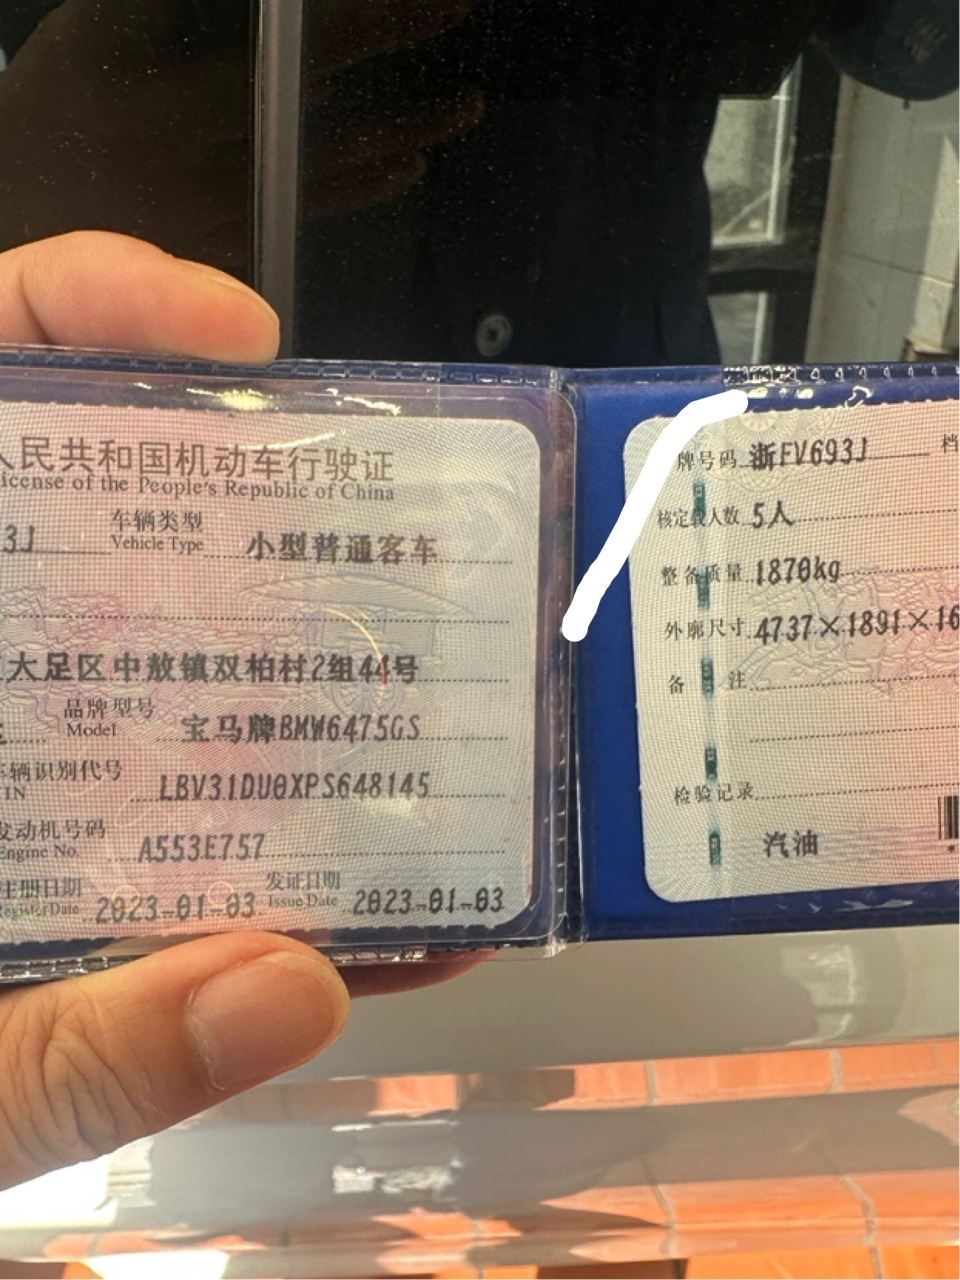 人民共和国机动车行驶证
icense of the People's Republic of China
3J 车辆类型 Vehicle Type 小型普通客车
大足区中敖镇双柏村2组44号
品牌型号 Model 宝马牌BMW6475GS
车辆识别代号 VIN LBV31DU0XPS648145
发动机号码 Engine No. A553E757
注册日期 Register Date 2023-01-03 发证日期 Issue Date 2023-01-03
牌号码 浙FV693J 档
核定载人数 5人
整备质量 1870kg
外廓尺寸 4737×1891×16
备注
检验记录
汽油